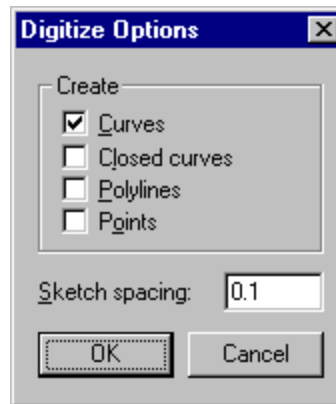 Digitize Options
Create
Curves
Closed curves
Polylines
Points
Sketch spacing: 0.1
OK Cancel